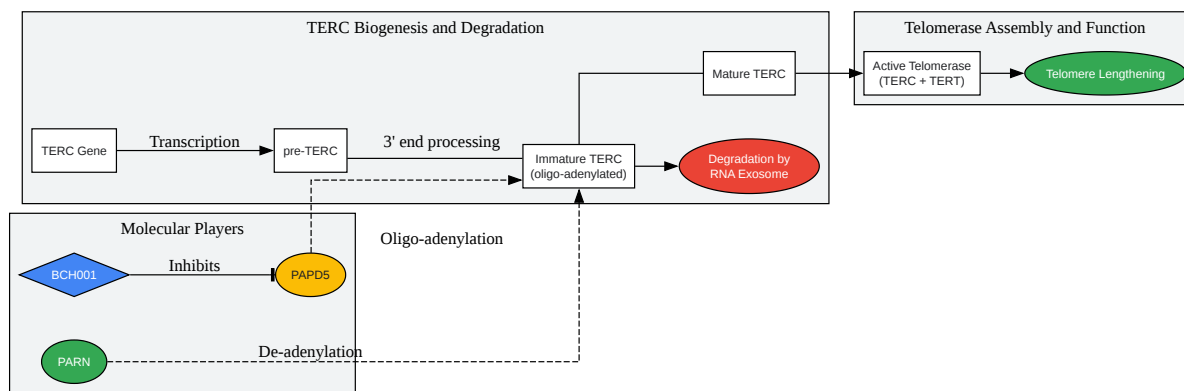 TERC Biogenesis and Degradation
Telomerase Assembly and Function
Mature TERC
Active Telomerase
(TERC + TERT)
Telomere Lengthening
TERC Gene
Transcription
pre-TERC
3' end processing
Immature TERC
(oligo-adenylated)
Degradation by
RNA Exosome
Molecular Players
Oligo-adenylation
BCH001
Inhibits
PAPD5
PARN
De-adenylation